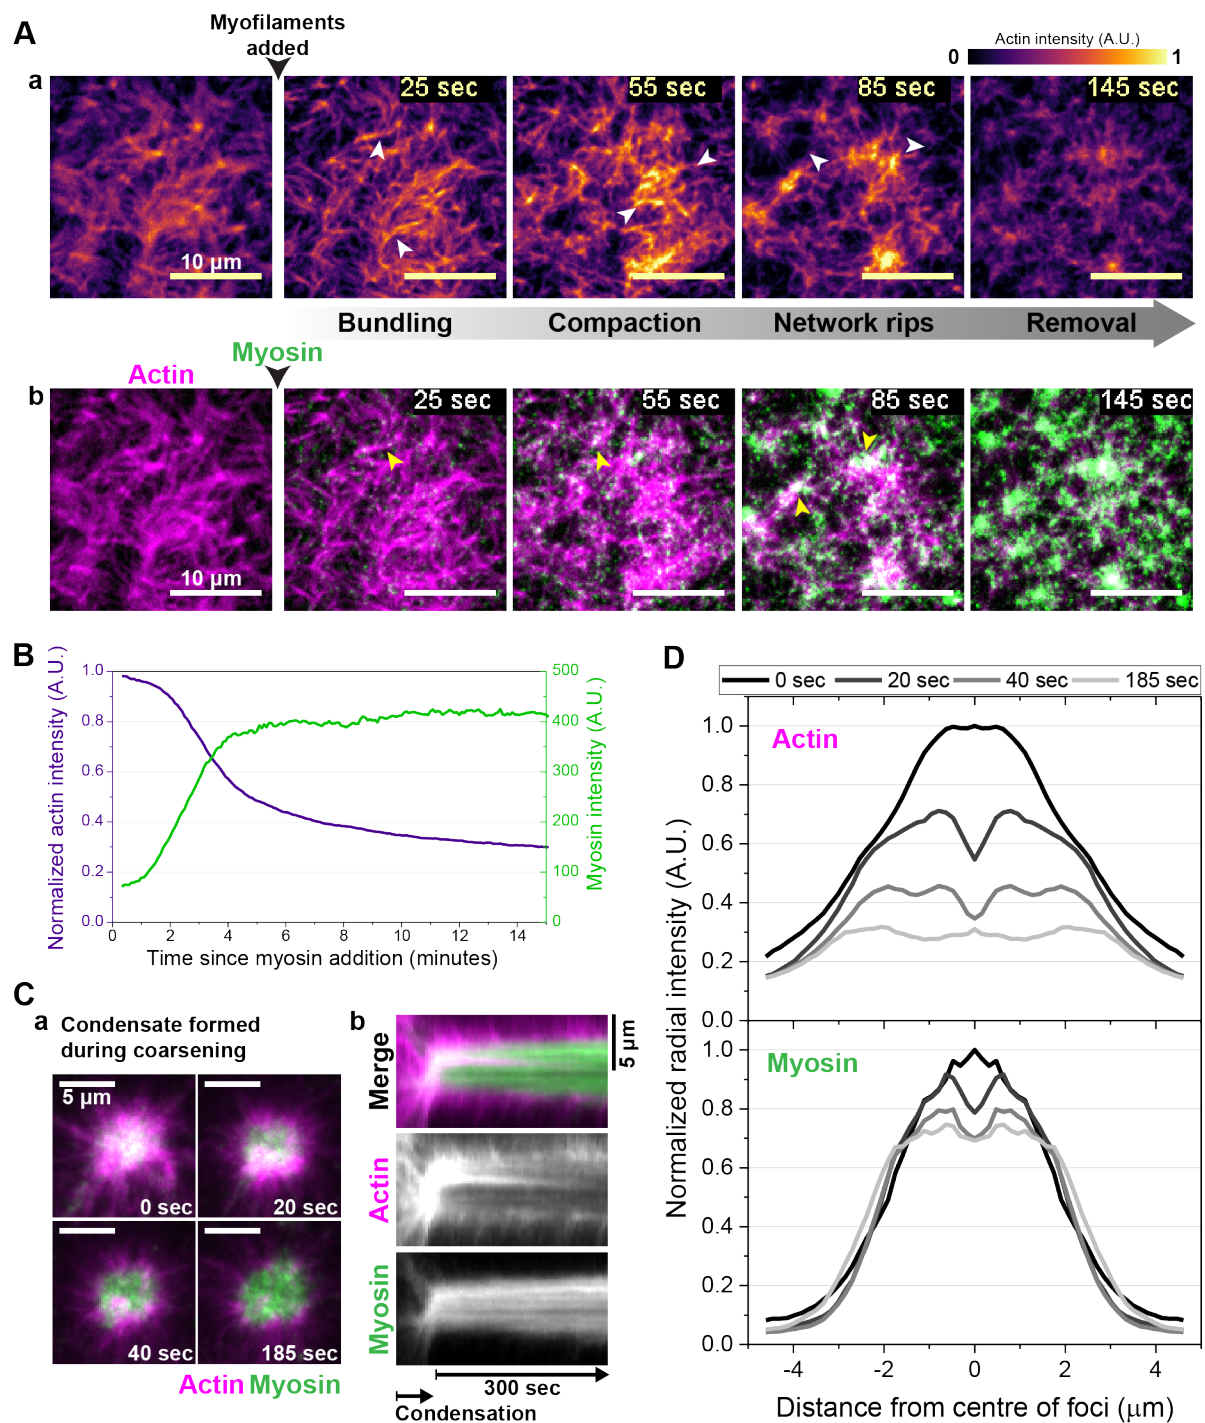 A
Myofilaments
added
Actin intensity (A.U.)
0 1
a
25 sec
55 sec
85 sec
145 sec
10 µm
Bundling Compaction Network rips Removal
Myosin
Actin
b
25 sec
55 sec
85 sec
145 sec
10 µm
B
Normalized actin intensity (A.U.)
1.0
0.8
0.6
0.4
0.2
0.0
500
400
300
200
100
0
Myosin intensity (A.U.)
0 2 4 6 8 10 12 14
Time since myosin addition (minutes)
C
a Condensate formed
during coarsening
5 µm
0 sec
20 sec
40 sec
185 sec
Actin Myosin
b
Merge
Actin
Myosin
5 µm
300 sec
Condensation
D
0 sec 20 sec 40 sec 185 sec
Normalized radial intensity (A.U.)
Actin
1.0
0.8
0.6
0.4
0.2
0.0
Myosin
1.0
0.8
0.6
0.4
0.2
0.0
-4 -2 0 2 4
Distance from centre of foci (µm)